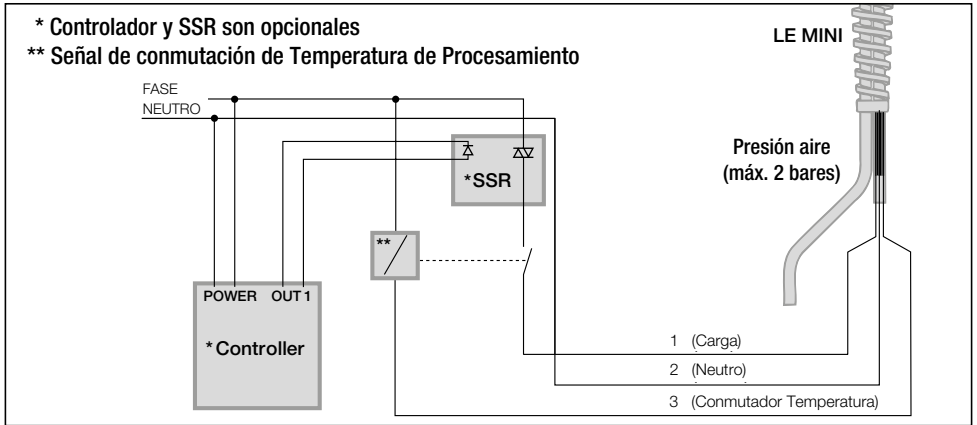 * Controlador y SSR son opcionales
** Señal de conmutación de Temperatura de Procesamiento
LE MINI
FASE
NEUTRO
Presión aire
(máx. 2 bares)
*SSR
**
POWER OUT 1
*Controller
1 (Carga)
2 (Neutro)
3 (Conmutador Temperatura)